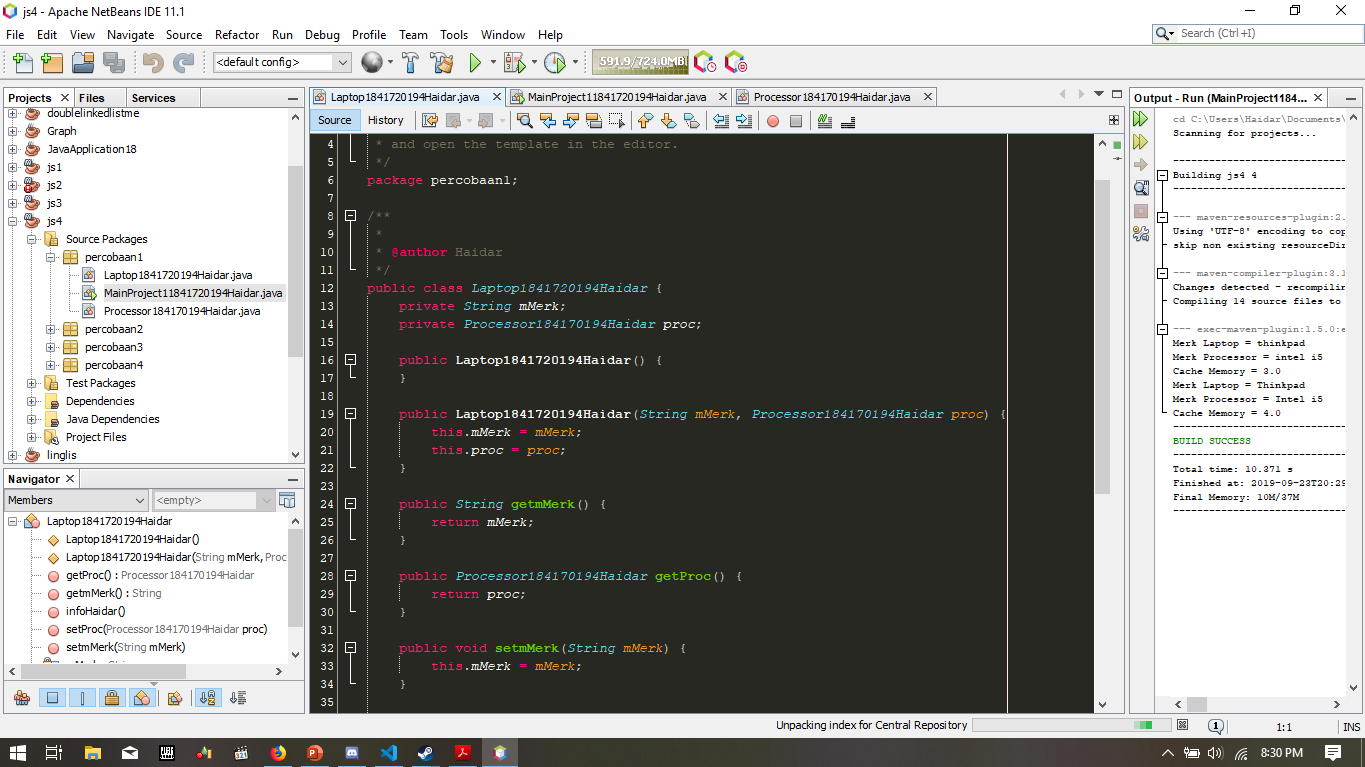 js4 - Apache NetBeans IDE 11.1
File Edit View Navigate Source Refactor Run Debug Profile Team Tools Window Help
Search (Ctrl+I)
<default config>
591.9/724.0MB
Projects Files Services
doublelinkedlistme
Graph
JavaApplication18
js1
js2
js3
js4
Source Packages
percobaan1
Laptop1841720194Haidar.java
MainProject11841720194Haidar.java
Processor184170194Haidar.java
percobaan2
percobaan3
percobaan4
Test Packages
Dependencies
Java Dependencies
Project Files
linglis
Navigator
Members
<empty>
Laptop1841720194Haidar
Laptop1841720194Haidar()
Laptop1841720194Haidar(String mMerk, Proc
getProc() : Processor184170194Haidar
getmMerk() : String
infoHaidar()
setProc(Processor184170194Haidar proc)
setmMerk(String mMerk)
Laptop1841720194Haidar.java MainProject11841720194Haidar.java Processor184170194Haidar.java
Source History
4 * and open the template in the editor.
5 */
6 package percobaan1;
7
8 /**
9 *
10 * @author Haidar
11 */
12 public class Laptop1841720194Haidar {
13 private String mMerk;
14 private Processor184170194Haidar proc;
15
16 public Laptop1841720194Haidar() {
17 }
18
19 public Laptop1841720194Haidar(String mMerk, Processor184170194Haidar proc) {
20 this.mMerk = mMerk;
21 this.proc = proc;
22 }
23
24 public String getmMerk() {
25 return mMerk;
26 }
27
28 public Processor184170194Haidar getProc() {
29 return proc;
30 }
31
32 public void setmMerk(String mMerk) {
33 this.mMerk = mMerk;
34 }
35
Output - Run (MainProject1184...
cd C:\Users\Haidar\Documents\
Scanning for projects...
Building js4 4
--- maven-resources-plugin:2.
Using 'UTF-8' encoding to cop
skip non existing resourceDir
--- maven-compiler-plugin:3.1
Changes detected - recompilin
Compiling 14 source files to
--- exec-maven-plugin:1.5.0:e
Merk Laptop = thinkpad
Merk Processor = intel i5
Cache Memory = 3.0
Merk Laptop = Thinkpad
Merk Processor = Intel i5
Cache Memory = 4.0
BUILD SUCCESS
Total time: 10.371 s
Finished at: 2019-09-23T20:29
Final Memory: 10M/37M
Unpacking index for Central Repository
1
1:1
INS
8:30 PM